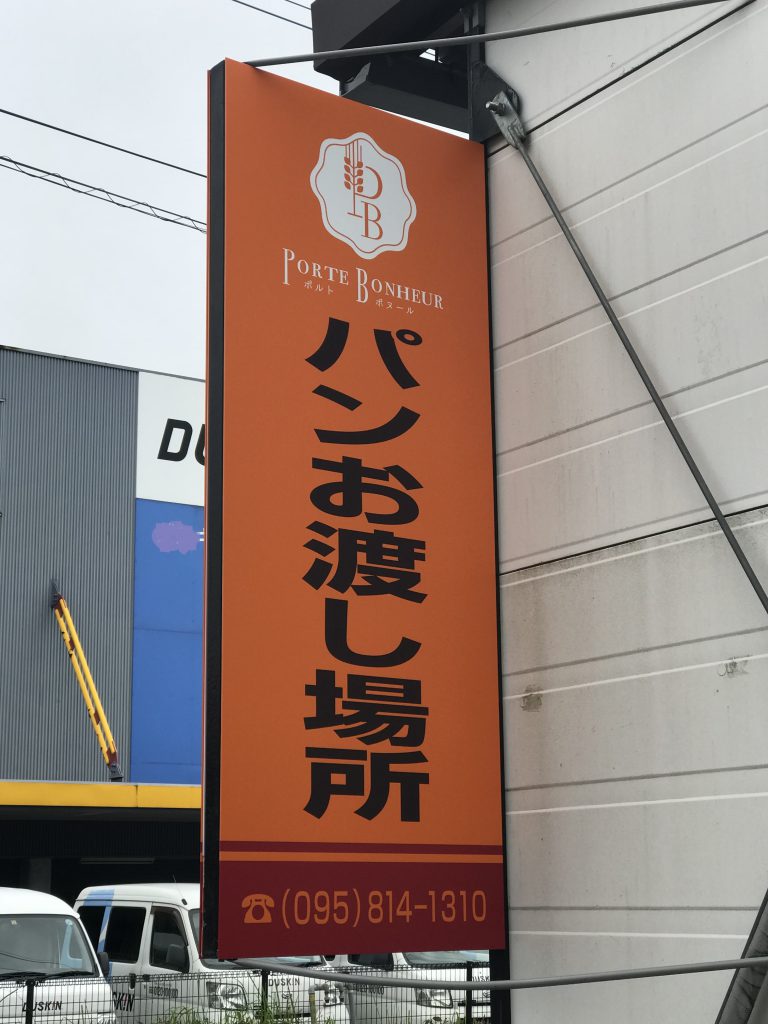 PB
PORTE BONHEUR
ポルト ボヌール
パンお渡し場所
☎(095)814-1310
DU
DUSKIN
DUSKIN